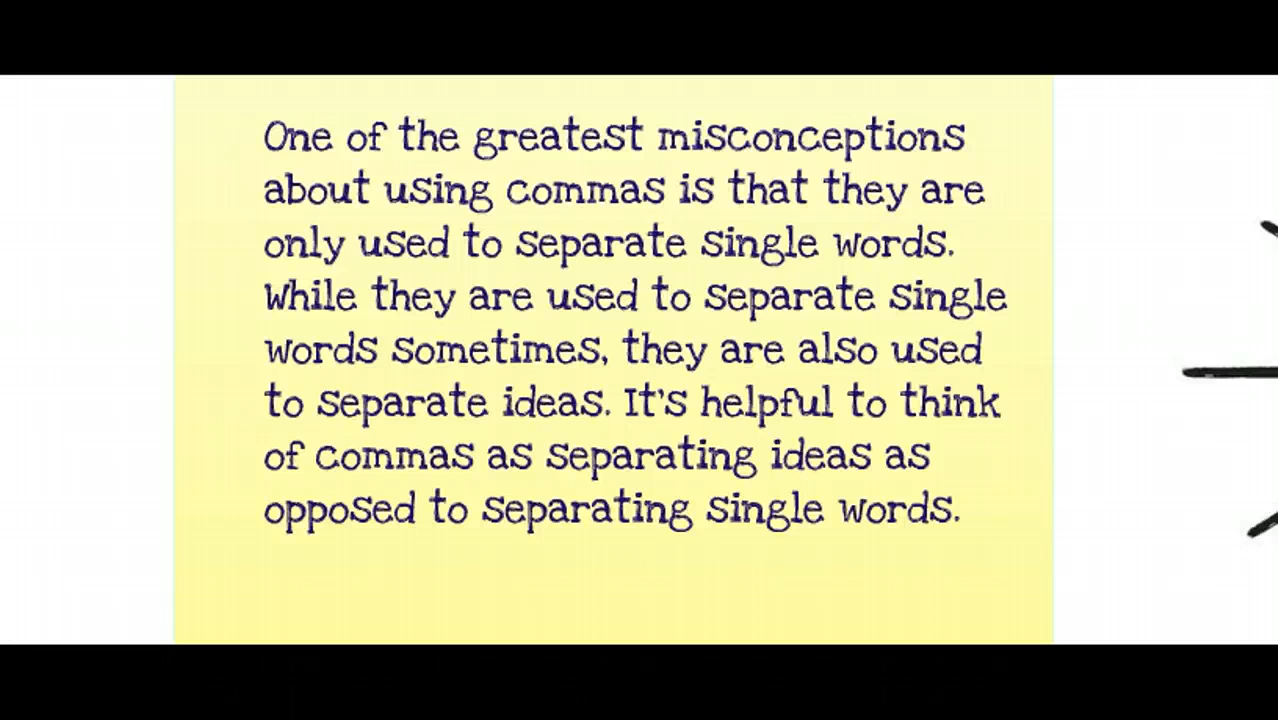 One of the greatest misconceptions
about using commas is that they are
only used to separate single words.
While they are used to separate single
words sometimes, they are also used
to separate ideas. It's helpful to think
of commas as separating ideas as
opposed to separating single words.